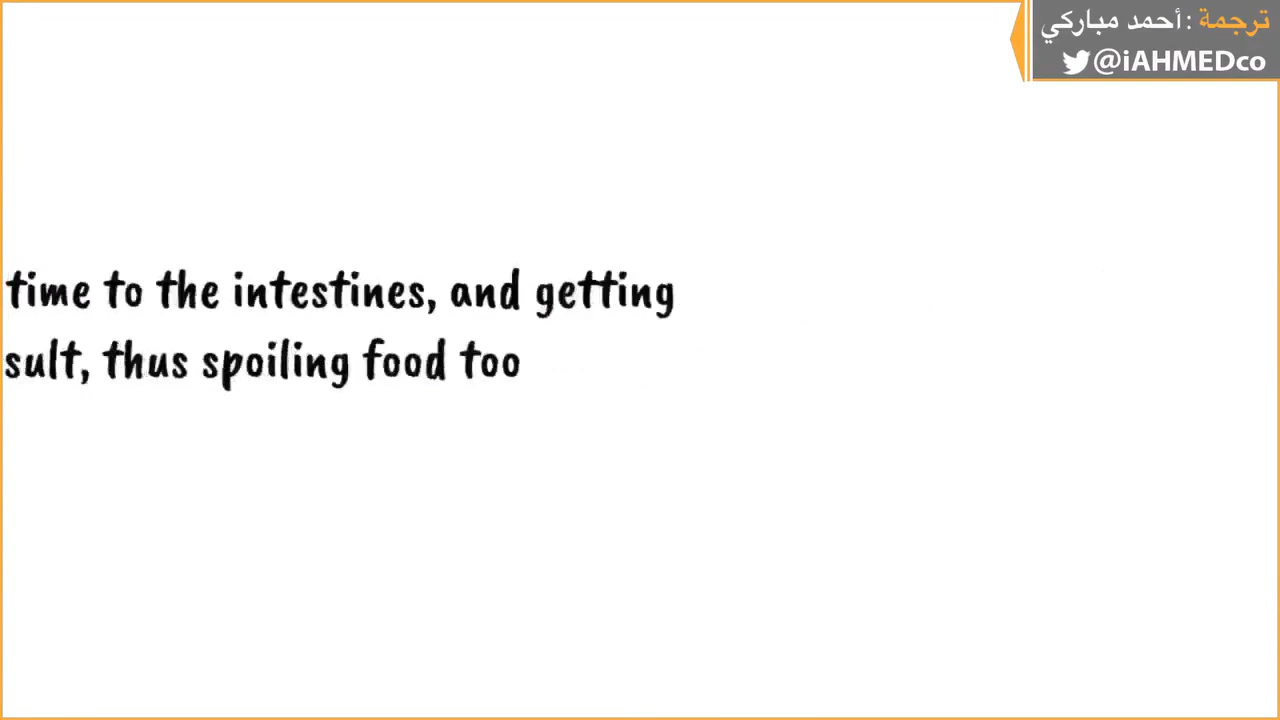 ترجمة : أحمد مباركي
@iAHMEDco
time to the intestines, and getting
sult, thus spoiling food too